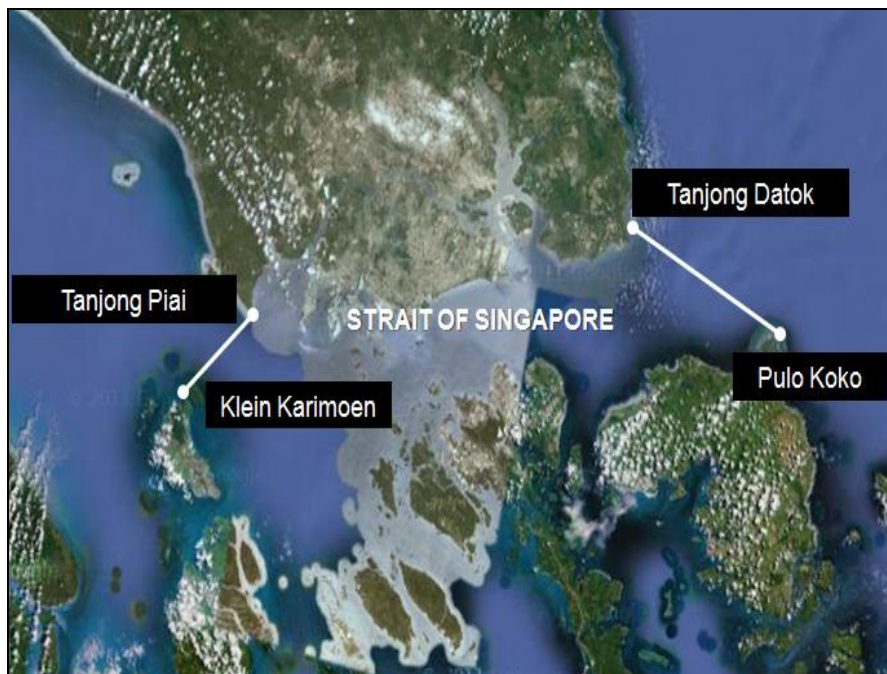 Tanjong Datok
Tanjong Piai
STRAIT OF SINGAPORE
Pulo Koko
Klein Karimoen